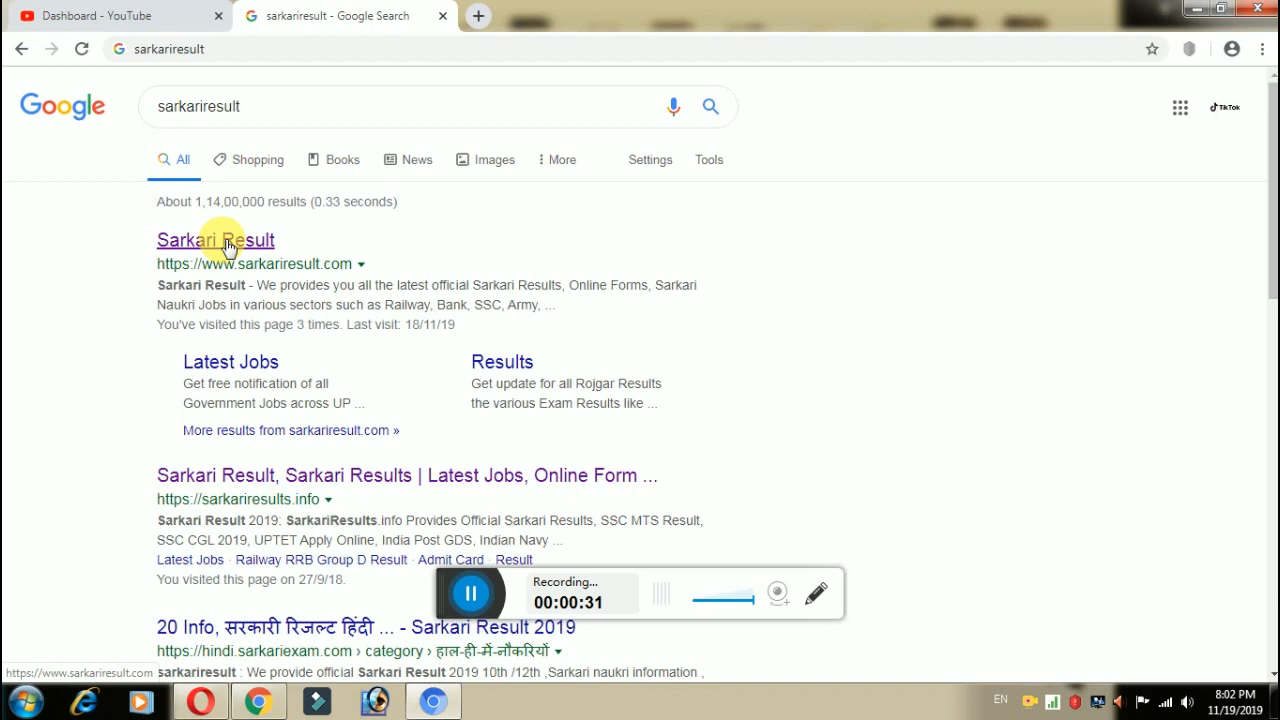 Dashboard - YouTube
sarkariresult - Google Search
sarkariresult
Google
sarkariresult
TikTok
All
Shopping
Books
News
Images
More
Settings
Tools
About 1,14,00,000 results (0.33 seconds)
Sarkari Result
https://www.sarkariresult.com
Sarkari Result - We provides you all the latest official Sarkari Results, Online Forms, Sarkari
Naukri Jobs in various sectors such as Railway, Bank, SSC, Army, ...
You've visited this page 3 times. Last visit: 18/11/19
Latest Jobs
Get free notification of all
Government Jobs across UP ...
Results
Get update for all Rojgar Results
the various Exam Results like ...
More results from sarkariresult.com »
Sarkari Result, Sarkari Results | Latest Jobs, Online Form ...
https://sarkariresults.info
Sarkari Result 2019: SarkariResults.info Provides Official Sarkari Results, SSC MTS Result,
SSC CGL 2019, UPTET Apply Online, India Post GDS, Indian Navy ...
Latest Jobs · Railway RRB Group D Result · Admit Card · Result
You visited this page on 27/9/18.
Recording...
00:00:31
20 Info, सरकारी रिजल्ट हिंदी ... - Sarkari Result 2019
https://hindi.sarkariexam.com › category › हाल-ही-में-नौकरियों
sarkariresult : We provide official Sarkari Result 2019 10th /12th ,Sarkari naukri information ,
https://www.sarkariresult.com
EN
8:02 PM
11/19/2019